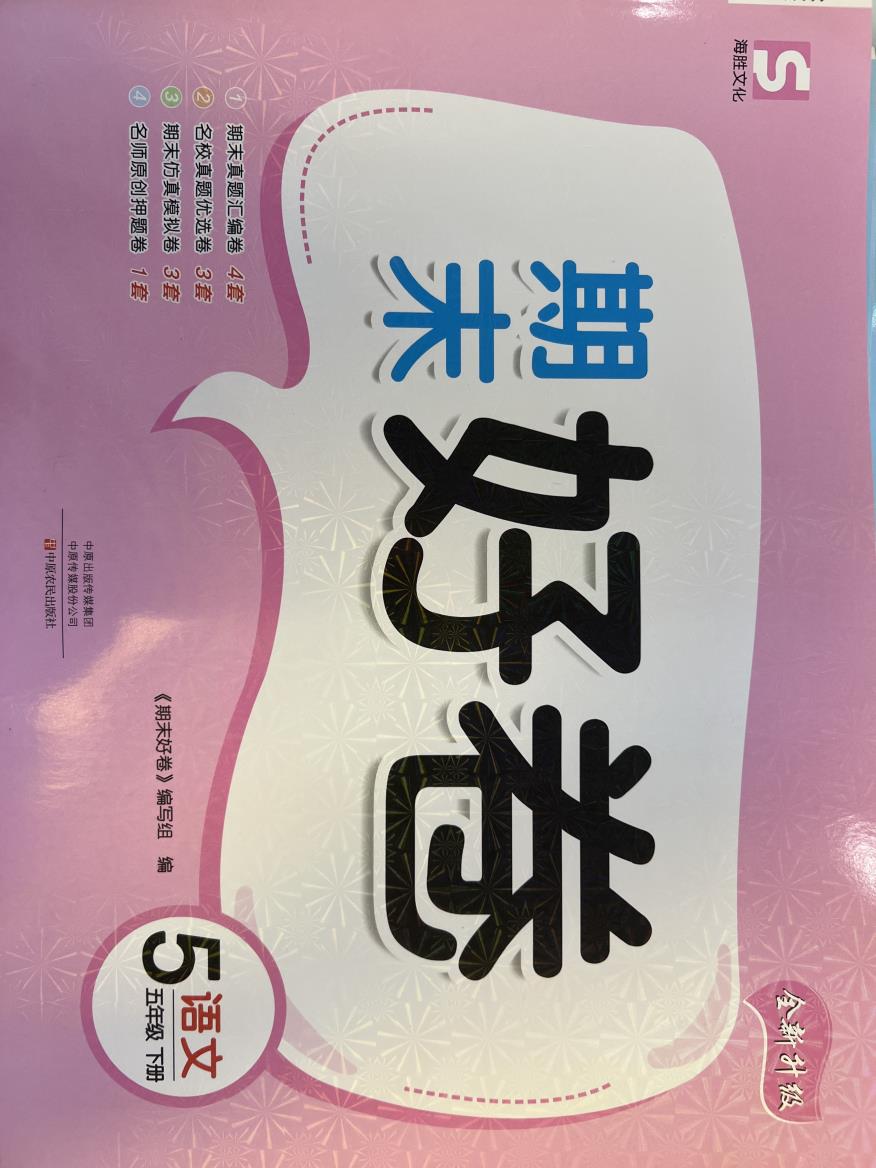 海胜文化
全新升级
期末
好卷
①期末真题汇编卷 4套
②名校真题优选卷 3套
③期末仿真模拟卷 3套
④名师原创押题卷 1套
《期末好卷》编写组 编
5
语文
五年级 下册
中原出版传媒集团
中原传媒股份公司
中原农民出版社